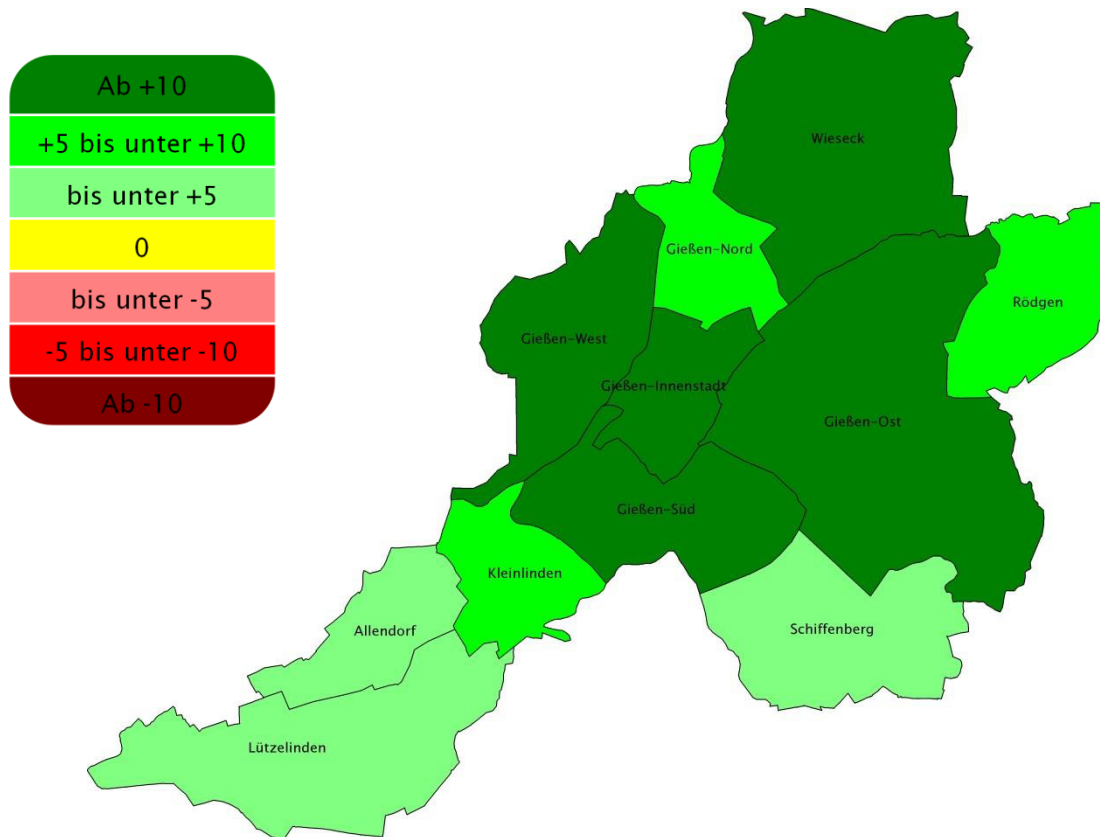 Ab +10
+5 bis unter +10
bis unter +5
0
bis unter -5
-5 bis unter -10
Ab -10
Wieseck
Gießen-Nord
Rödgen
Gießen-West
Gießen-Innenstadt
Gießen-Ost
Gießen-Süd
Kleinlinden
Allendorf
Schiffenberg
Lützelinden